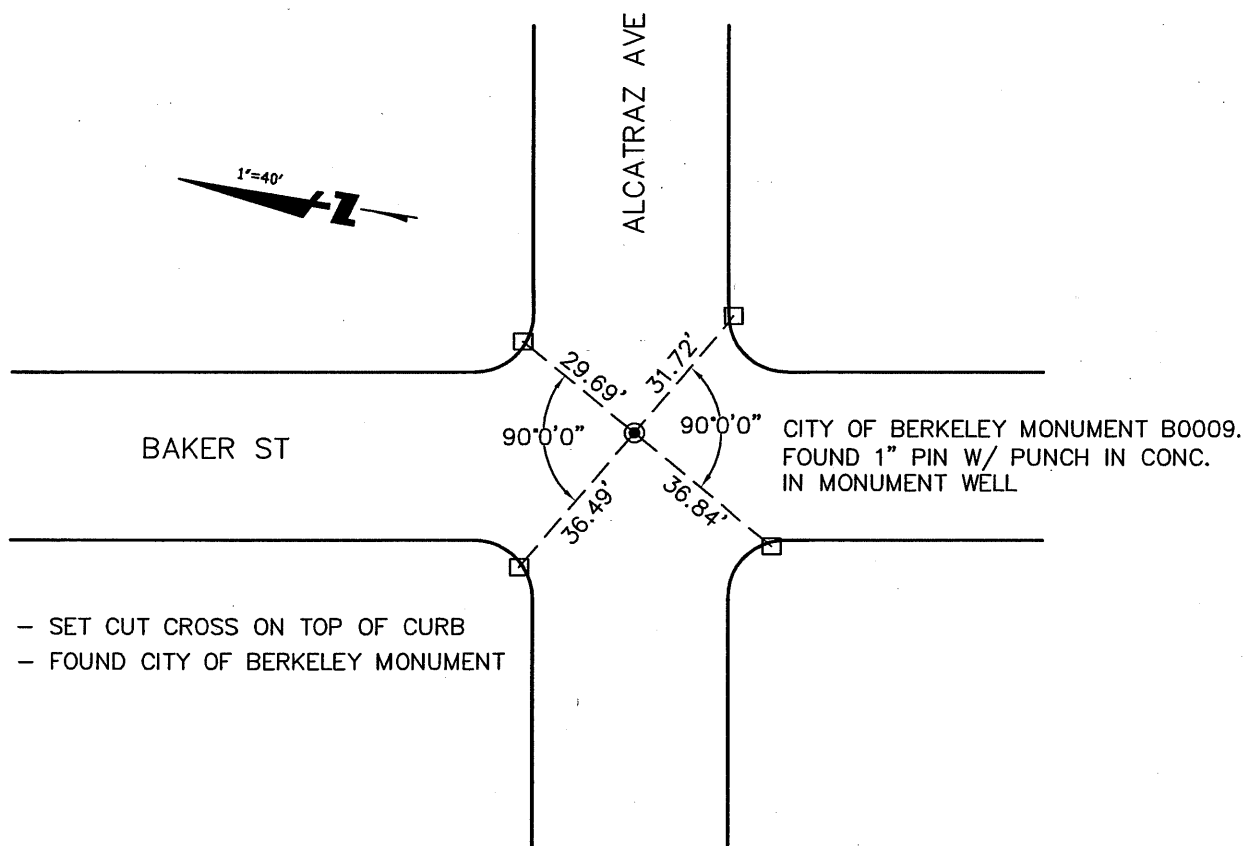 ALCATRAZ AVE
1"=40'
N
29.69'
31.72'
90°0'0"
90°0'0"
36.49'
36.84'
BAKER ST
CITY OF BERKELEY MONUMENT B0009.
FOUND 1" PIN W/ PUNCH IN CONC.
IN MONUMENT WELL
- SET CUT CROSS ON TOP OF CURB
- FOUND CITY OF BERKELEY MONUMENT